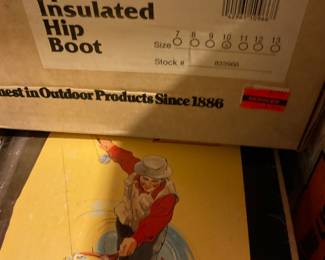 Insulated
Hip
Boot
7 8 9 10 11 12 13
Size
Stock #
nest in Outdoor Products Since 1886